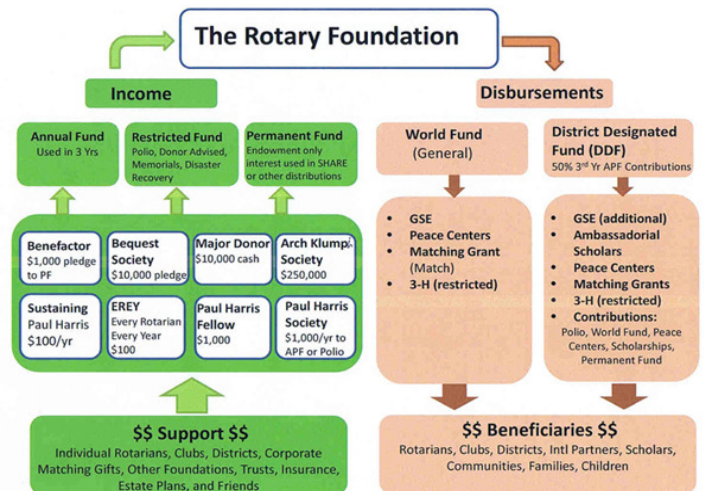 The Rotary Foundation
Income
Disbursements
Annual Fund
Used in 3 Yrs
Restricted Fund
Polio, Donor Advised,
Memorials, Disaster
Recovery
Permanent Fund
Endowment only
interest used in SHARE
or other distributions
World Fund
(General)
District Designated
Fund (DDF)
50% 3rd Yr APF Contributions
Benefactor
$1,000 pledge
to PF
Bequest
Society
$10,000 pledge
Major Donor
$10,000 cash
Arch Klump
Society
$250,000
Sustaining
Paul Harris
$100/yr
EREY
Every Rotarian
Every Year
$100
Paul Harris
Fellow
$1,000
Paul Harris
Society
$1,000/yr to
APF or Polio
• GSE
• Peace Centers
• Matching Grant
(Match)
• 3-H (restricted)
• GSE (additional)
• Ambassadorial
Scholars
• Peace Centers
• Matching Grants
• 3-H (restricted)
• Contributions:
Polio, World Fund, Peace
Centers, Scholarships,
Permanent Fund
$$ Support $$
Individual Rotarians, Clubs, Districts, Corporate
Matching Gifts, Other Foundations, Trusts, Insurance,
Estate Plans, and Friends
$$ Beneficiaries $$
Rotarians, Clubs, Districts, Intl Partners, Scholars,
Communities, Families, Children